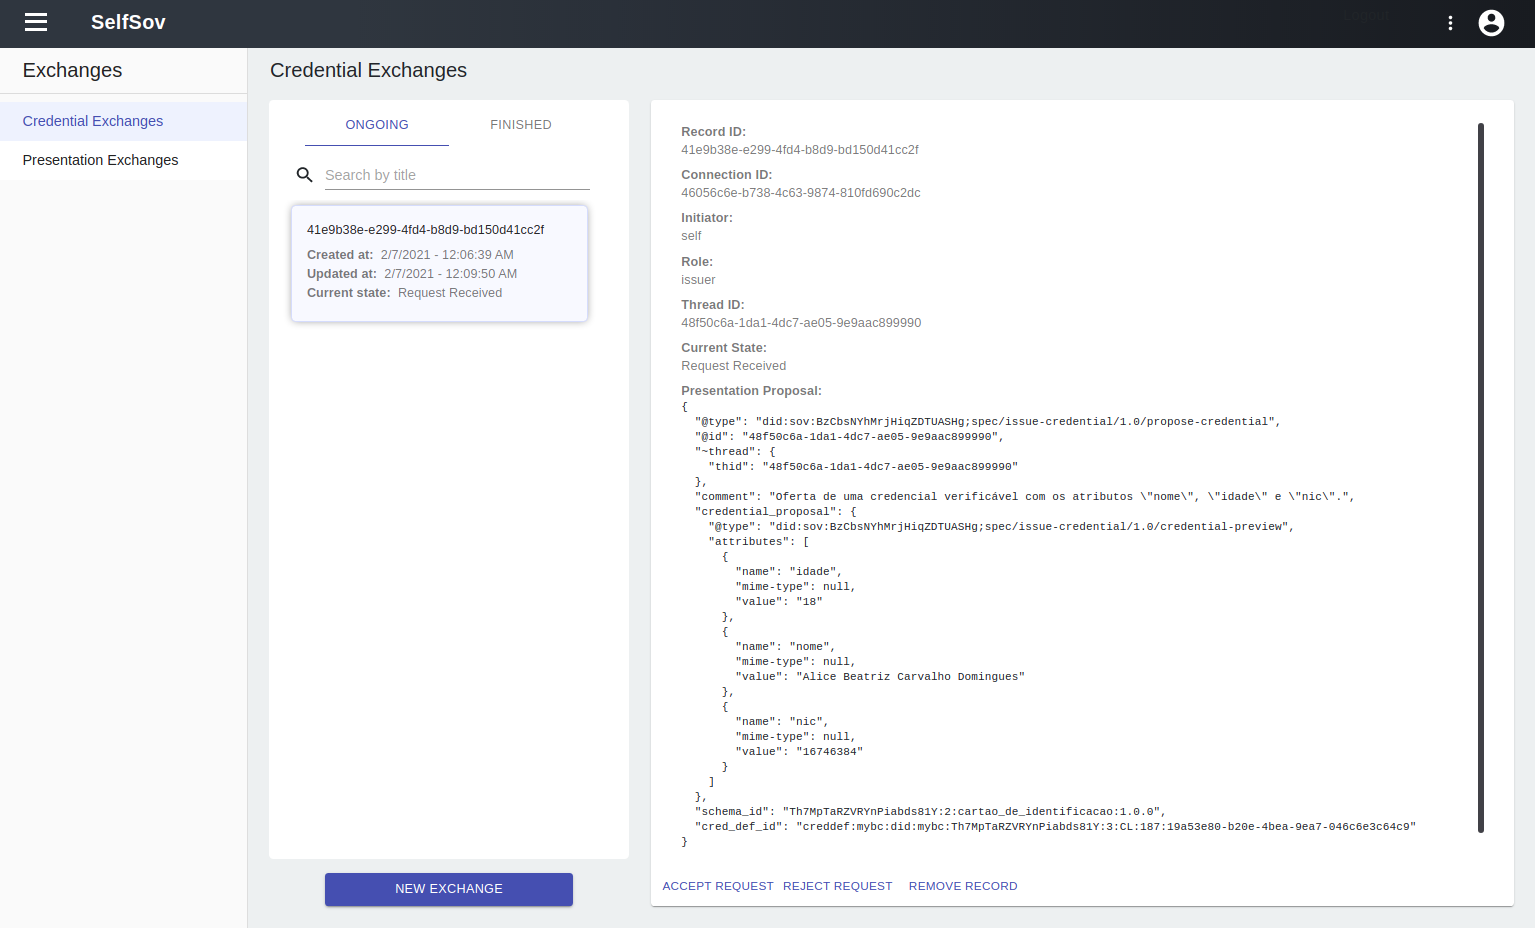 SelfSov
Logout
Exchanges
Credential Exchanges
Presentation Exchanges
Credential Exchanges
ONGOING
FINISHED
Search by title
41e9b38e-e299-4fd4-b8d9-bd150d41cc2f
Created at: 2/7/2021 - 12:06:39 AM
Updated at: 2/7/2021 - 12:09:50 AM
Current state: Request Received
NEW EXCHANGE
Record ID:
41e9b38e-e299-4fd4-b8d9-bd150d41cc2f
Connection ID:
46056c6e-b738-4c63-9874-810fd690c2dc
Initiator:
self
Role:
issuer
Thread ID:
48f50c6a-1da1-4dc7-ae05-9e9aac899990
Current State:
Request Received
Presentation Proposal:
{
  "@type": "did:sov:BzCbsNYhMrjHiqZDTUASHg;spec/issue-credential/1.0/propose-credential",
  "@id": "48f50c6a-1da1-4dc7-ae05-9e9aac899990",
  "~thread": {
    "thid": "48f50c6a-1da1-4dc7-ae05-9e9aac899990"
  },
  "comment": "Oferta de uma credencial verificável com os atributos \"nome\", \"idade\" e \"nic\".",
  "credential_proposal": {
    "@type": "did:sov:BzCbsNYhMrjHiqZDTUASHg;spec/issue-credential/1.0/credential-preview",
    "attributes": [
      {
        "name": "idade",
        "mime-type": null,
        "value": "18"
      },
      {
        "name": "nome",
        "mime-type": null,
        "value": "Alice Beatriz Carvalho Domingues"
      },
      {
        "name": "nic",
        "mime-type": null,
        "value": "16746384"
      }
    ]
  },
  "schema_id": "Th7MpTaRZVRYnPiabds81Y:2:cartao_de_identificacao:1.0.0",
  "cred_def_id": "creddef:mybc:did:mybc:Th7MpTaRZVRYnPiabds81Y:3:CL:187:19a53e80-b20e-4bea-9ea7-046c6e3c64c9"
}
ACCEPT REQUEST REJECT REQUEST REMOVE RECORD